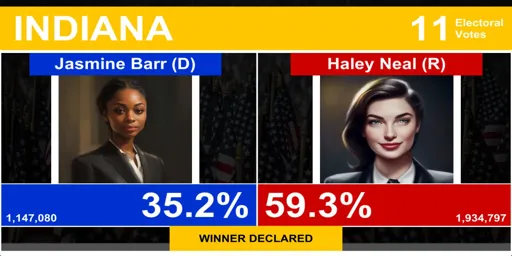 INDIANA
11 Electoral
Votes
Jasmine Barr (D)
Haley Neal (R)
1,147,080
35.2%
59.3%
1,934,797
WINNER DECLARED